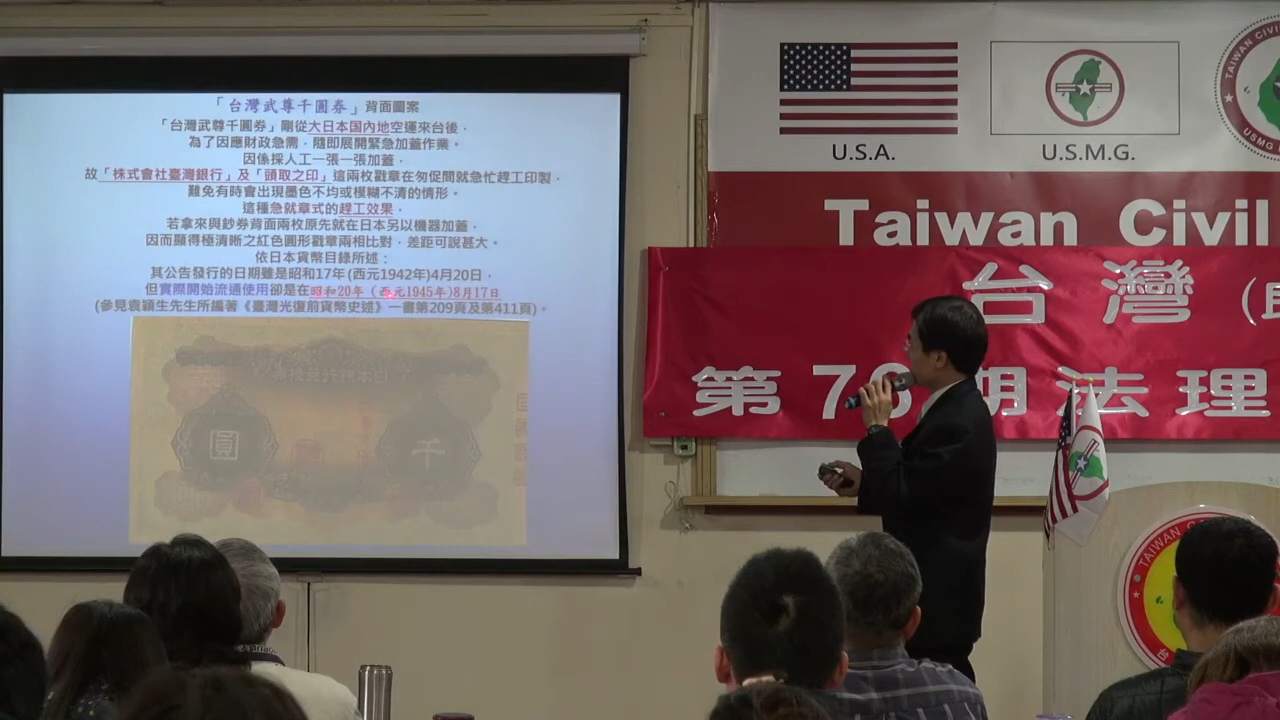 「台灣武尊千圓券」背面圖案
「台灣武尊千圓券」剛從大日本国內地空運來台後，
為了因應財政急需，隨即展開緊急加蓋作業。
因係採人工一張一張加蓋，
故「株式會社臺灣銀行」及「頭取之印」這兩枚戳章在匆促間就急忙趕工印製，
難免有時會出現墨色不均或模糊不清的情形。
這種急就章式的趕工效果，
若拿來與鈔券背面兩枚原先就在日本另以機器加蓋，
因而顯得極清晰之紅色圓形戳章兩相比對，差距可說甚大。
依日本貨幣目錄所述：
其公告發行的日期雖是昭和17年(西元1942年)4月20日，
但實際開始流通使用卻是在昭和20年（西元1945年)8月17日
(參見袁穎生先生所編著《臺灣光復前貨幣史述》一書第209頁及第411頁)。
圓
千
U.S.A.
U.S.M.G.
TAIWAN CIVIL
USMG
Taiwan Civil
台灣
第76期法理
TAIWAN
台